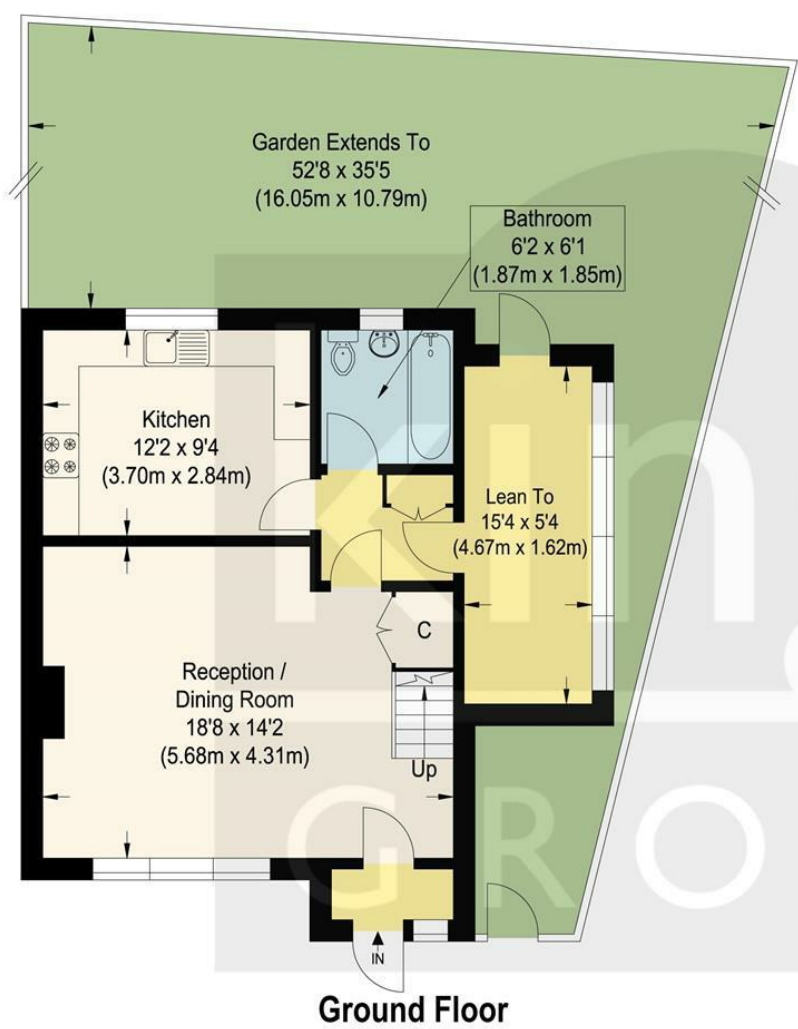 Garden Extends To
52'8 x 35'5
(16.05m x 10.79m)
Bathroom
6'2 x 6'1
(1.87m x 1.85m)
Kitchen
12'2 x 9'4
(3.70m x 2.84m)
Lean To
15'4 x 5'4
(4.67m x 1.62m)
C
Reception /
Dining Room
18'8 x 14'2
(5.68m x 4.31m)
Up
IN
Ground Floor